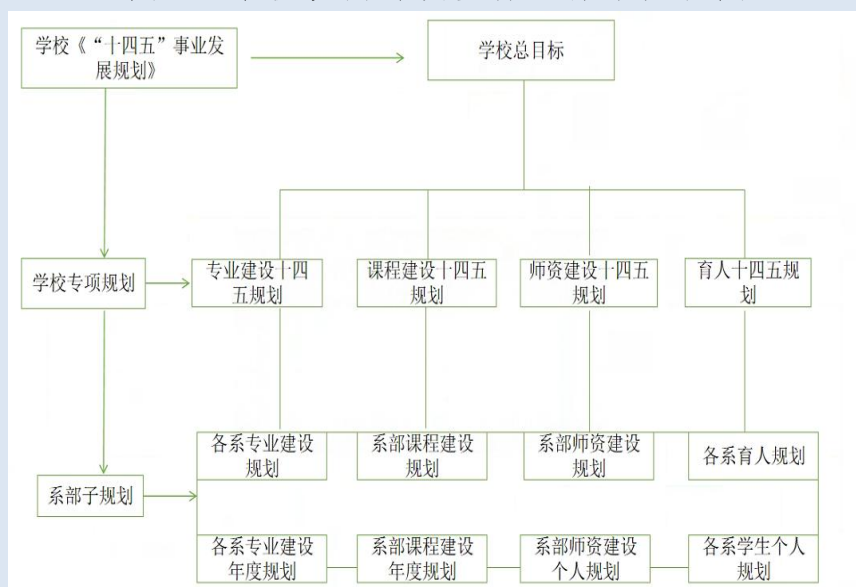 学校《“十四五”事业发
展规划》
学校总目标
学校专项规划
专业建设十四
五规划
课程建设十四五
规划
师资建设十四五
规划
育人十四五规
划
各系专业建设
规划
系部课程建设
规划
系部师资建设
规划
各系育人规划
系部子规划
各系专业建设
年度规划
系部课程建设
年度规划
系部师资建设
个人规划
各系学生个人
规划